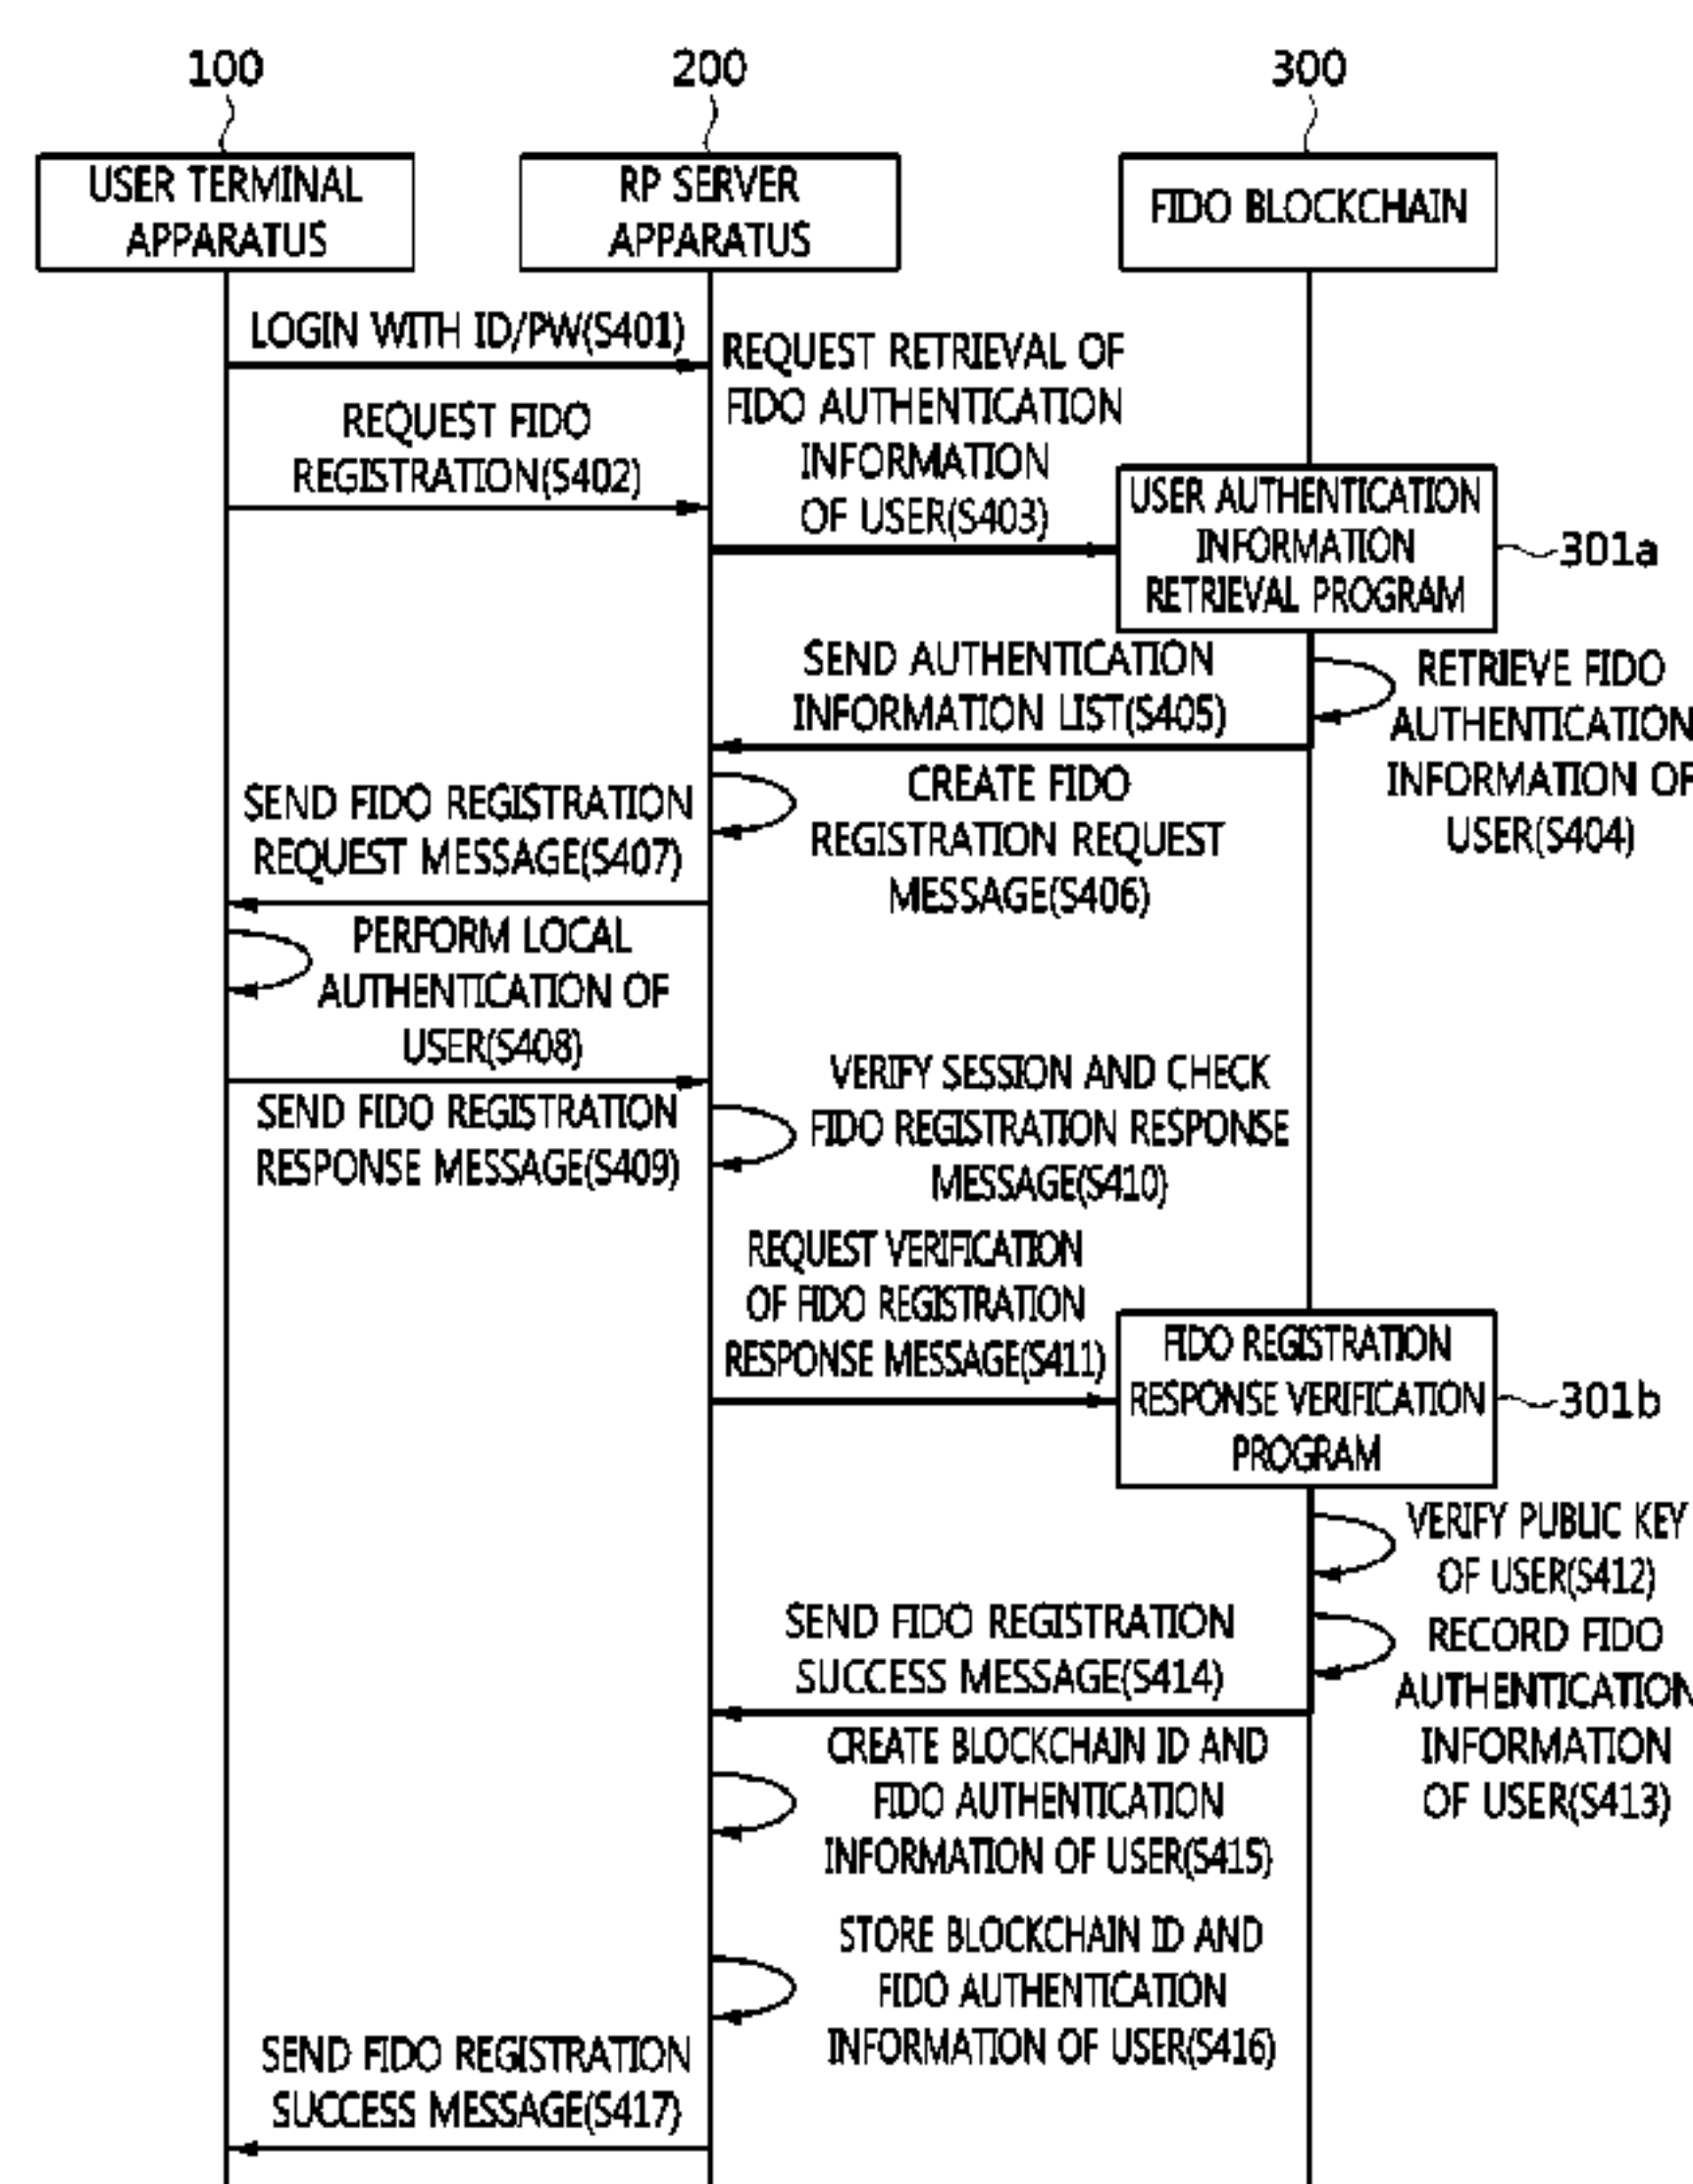 100
200
300
USER TERMINAL
APPARATUS
RP SERVER
APPARATUS
FIDO BLOCKCHAIN
LOGIN WITH ID/PW(S401)
REQUEST FIDO
REGISTRATION(S402)
REQUEST RETRIEVAL OF
FIDO AUTHENTICATION
INFORMATION
OF USER(S403)
USER AUTHENTICATION
INFORMATION
RETRIEVAL PROGRAM
301a
RETRIEVE FIDO
AUTHENTICATION
INFORMATION OF
USER(S404)
SEND AUTHENTICATION
INFORMATION LIST(S405)
CREATE FIDO
REGISTRATION REQUEST
MESSAGE(S406)
SEND FIDO REGISTRATION
REQUEST MESSAGE(S407)
PERFORM LOCAL
AUTHENTICATION OF
USER(S408)
SEND FIDO REGISTRATION
RESPONSE MESSAGE(S409)
VERIFY SESSION AND CHECK
FIDO REGISTRATION RESPONSE
MESSAGE(S410)
REQUEST VERIFICATION
OF FIDO REGISTRATION
RESPONSE MESSAGE(S411)
FIDO REGISTRATION
RESPONSE VERIFICATION
PROGRAM
301b
VERIFY PUBLIC KEY
OF USER(S412)
RECORD FIDO
AUTHENTICATION
INFORMATION
OF USER(S413)
SEND FIDO REGISTRATION
SUCCESS MESSAGE(S414)
CREATE BLOCKCHAIN ID AND
FIDO AUTHENTICATION
INFORMATION OF USER(S415)
STORE BLOCKCHAIN ID AND
FIDO AUTHENTICATION
INFORMATION OF USER(S416)
SEND FIDO REGISTRATION
SUCCESS MESSAGE(S417)